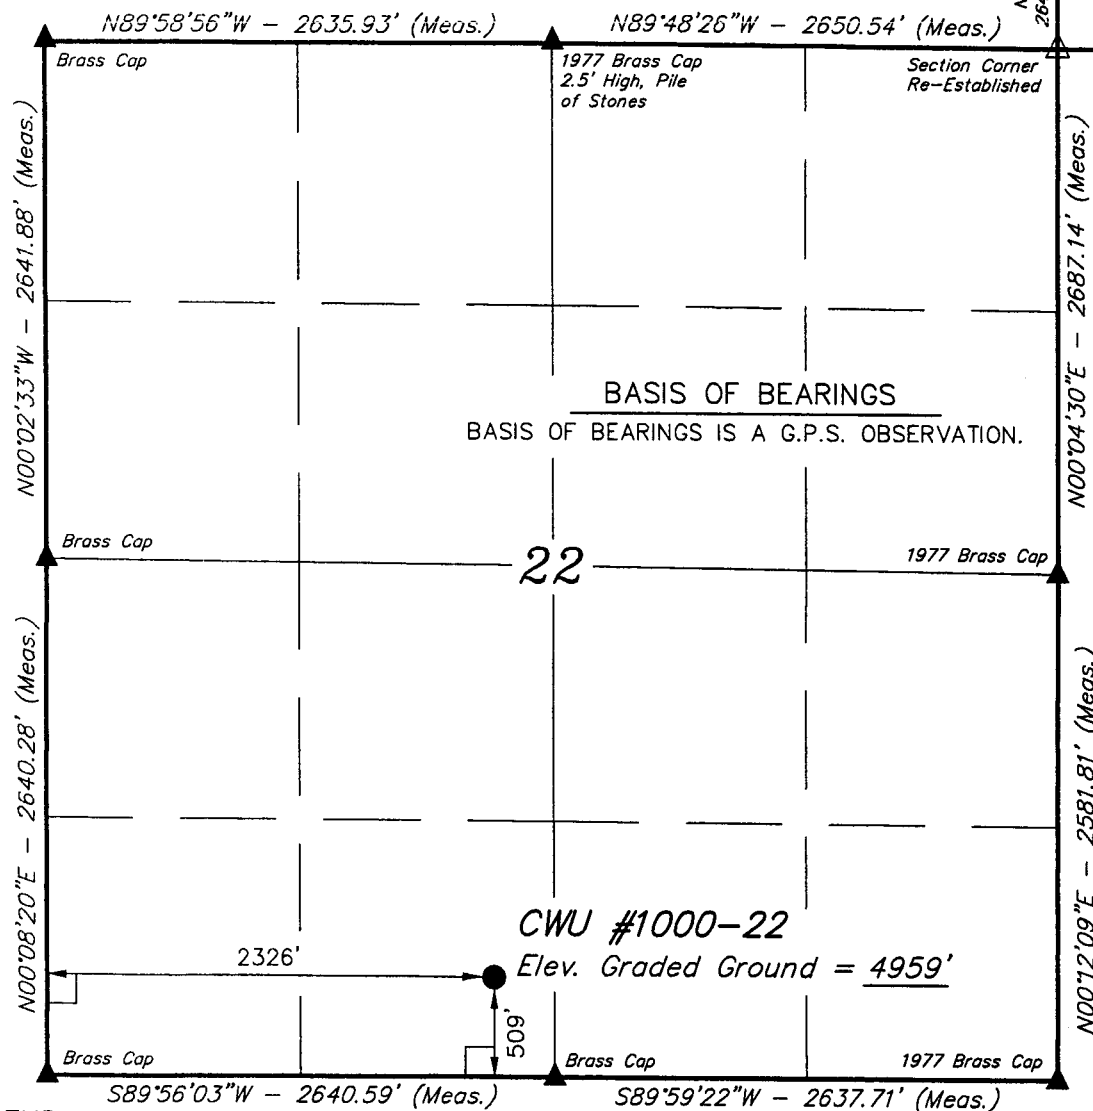 N89°58'56"W - 2635.93' (Meas.)
N89°48'26"W - 2650.54' (Meas.)
Brass Cap
1977 Brass Cap
2.5' High, Pile
of Stones
Section Corner
Re-Established
N00°02'33"W - 2641.88' (Meas.)
N00°04'30"E - 2687.14' (Meas.)
BASIS OF BEARINGS
BASIS OF BEARINGS IS A G.P.S. OBSERVATION.
Brass Cap
22
1977 Brass Cap
N00°08'20"E - 2640.28' (Meas.)
N00°12'09"E - 2581.81' (Meas.)
CWU #1000-22
Elev. Graded Ground = 4959'
2326'
509'
Brass Cap
Brass Cap
1977 Brass Cap
S89°56'03"W - 2640.59' (Meas.)
S89°59'22"W - 2637.71' (Meas.)